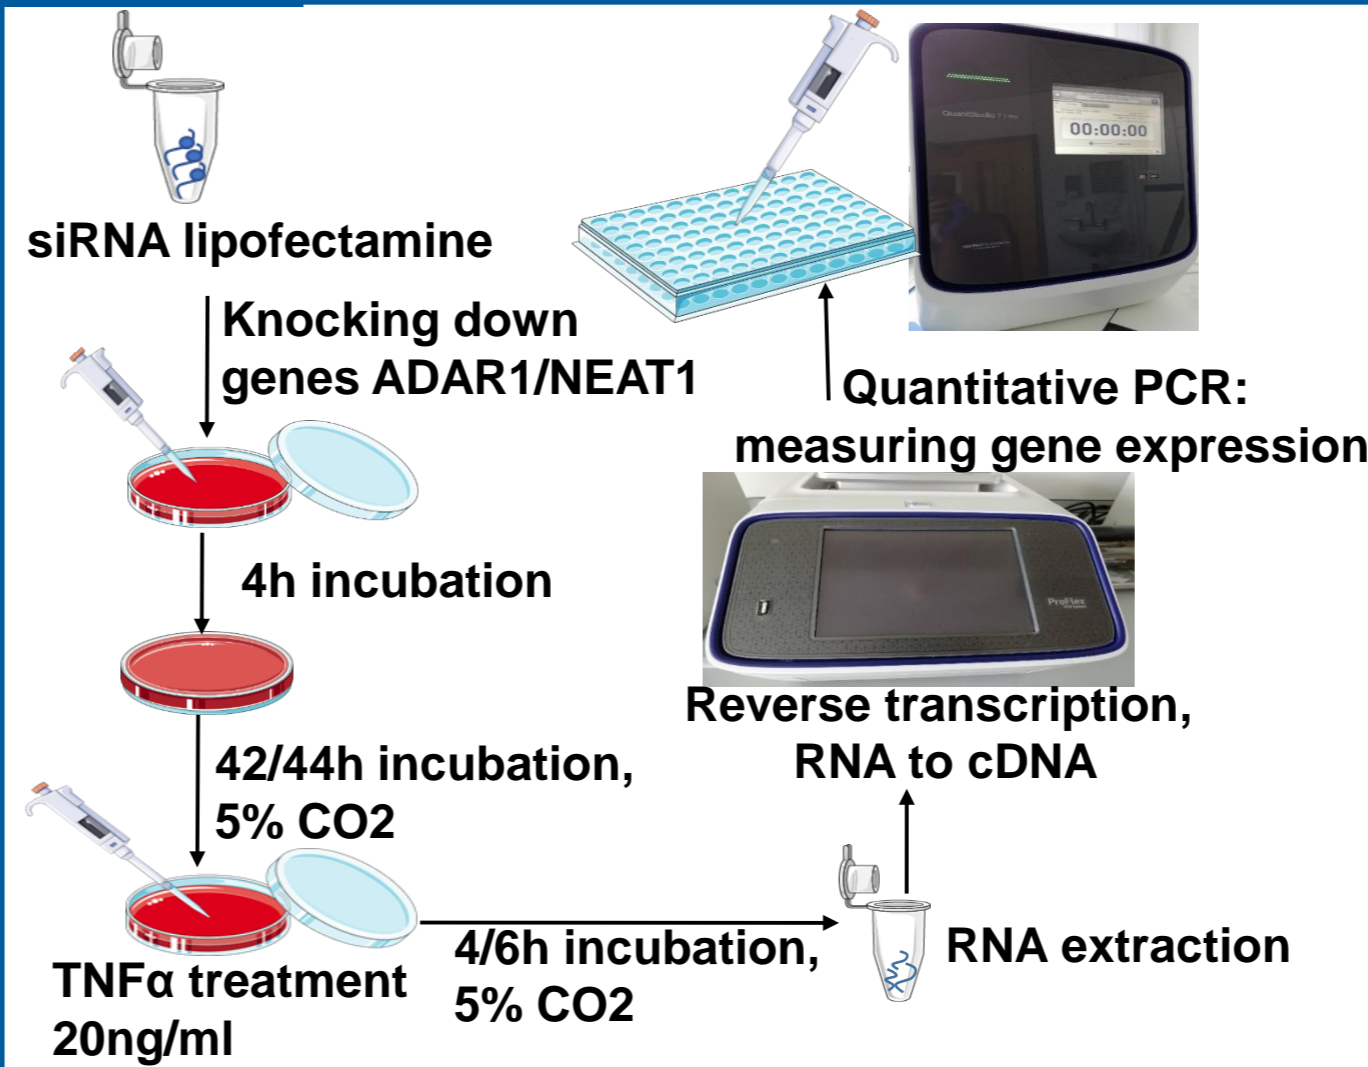 siRNA lipofectamine
Knocking down
genes ADAR1/NEAT1
4h incubation
42/44h incubation,
5% CO2
TNFα treatment
20ng/ml
4/6h incubation,
5% CO2
RNA extraction
Reverse transcription,
RNA to cDNA
ProFlex
Quantitative PCR:
measuring gene expression
QuantStudio
00:00:00